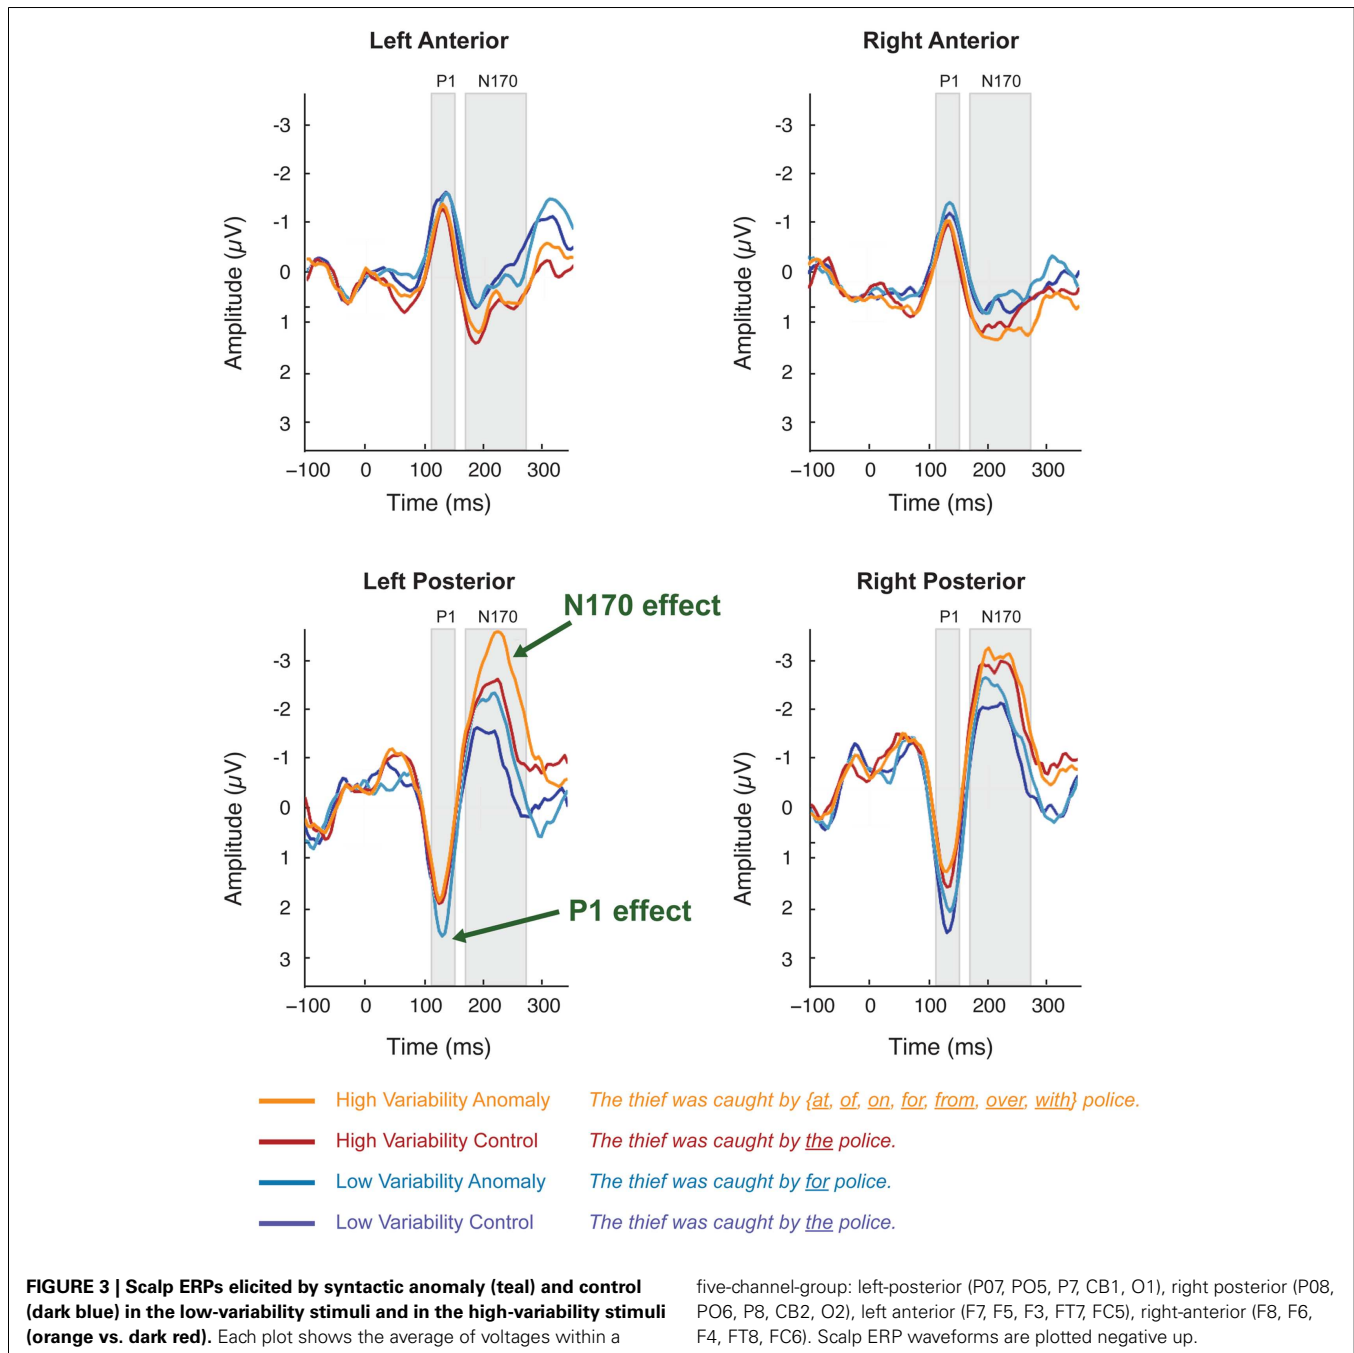 Left Anterior
P1 N170
-3
-2
-1
0
1
2
3
Amplitude (µV)
−100 0 100 200 300
Time (ms)
Right Anterior
P1 N170
-3
-2
-1
0
1
2
3
Amplitude (µV)
−100 0 100 200 300
Time (ms)
Left Posterior
P1 N170
N170 effect
-3
-2
-1
0
1
2
3
Amplitude (µV)
P1 effect
−100 0 100 200 300
Time (ms)
Right Posterior
P1 N170
-3
-2
-1
0
1
2
3
Amplitude (µV)
−100 0 100 200 300
Time (ms)
High Variability Anomaly The thief was caught by {at, of, on, for, from, over, with} police.
High Variability Control The thief was caught by the police.
Low Variability Anomaly The thief was caught by for police.
Low Variability Control The thief was caught by the police.
FIGURE 3 | Scalp ERPs elicited by syntactic anomaly (teal) and control
(dark blue) in the low-variability stimuli and in the high-variability stimuli
(orange vs. dark red). Each plot shows the average of voltages within a
five-channel-group: left-posterior (P07, PO5, P7, CB1, O1), right posterior (P08,
PO6, P8, CB2, O2), left anterior (F7, F5, F3, FT7, FC5), right-anterior (F8, F6,
F4, FT8, FC6). Scalp ERP waveforms are plotted negative up.